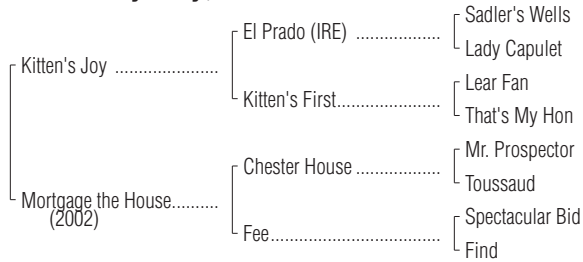 Sadler's Wells
El Prado (IRE) ..................
Lady Capulet
Kitten's Joy ......................
Lear Fan
Kitten's First......................
That's My Hon
Mr. Prospector
Chester House ..................
Toussaud
Mortgage the House..........
(2002)
Spectacular Bid
Fee....................................
Find